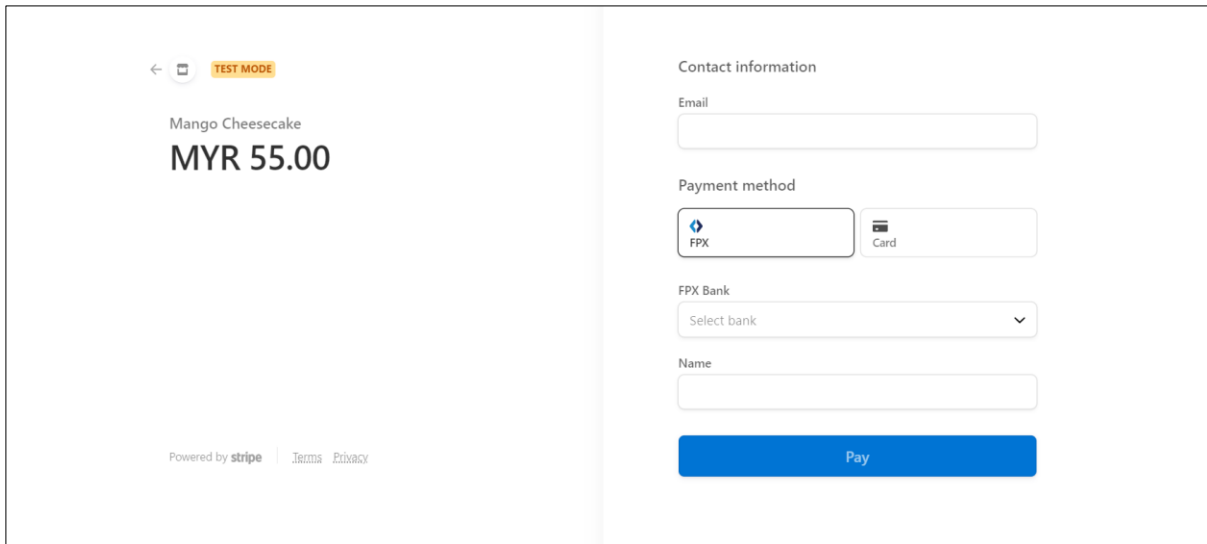 TEST MODE
Mango Cheesecake
MYR 55.00
Powered by stripe Terms Privacy
Contact information
Email
Payment method
FPX Card
FPX Bank
Select bank
Name
Pay